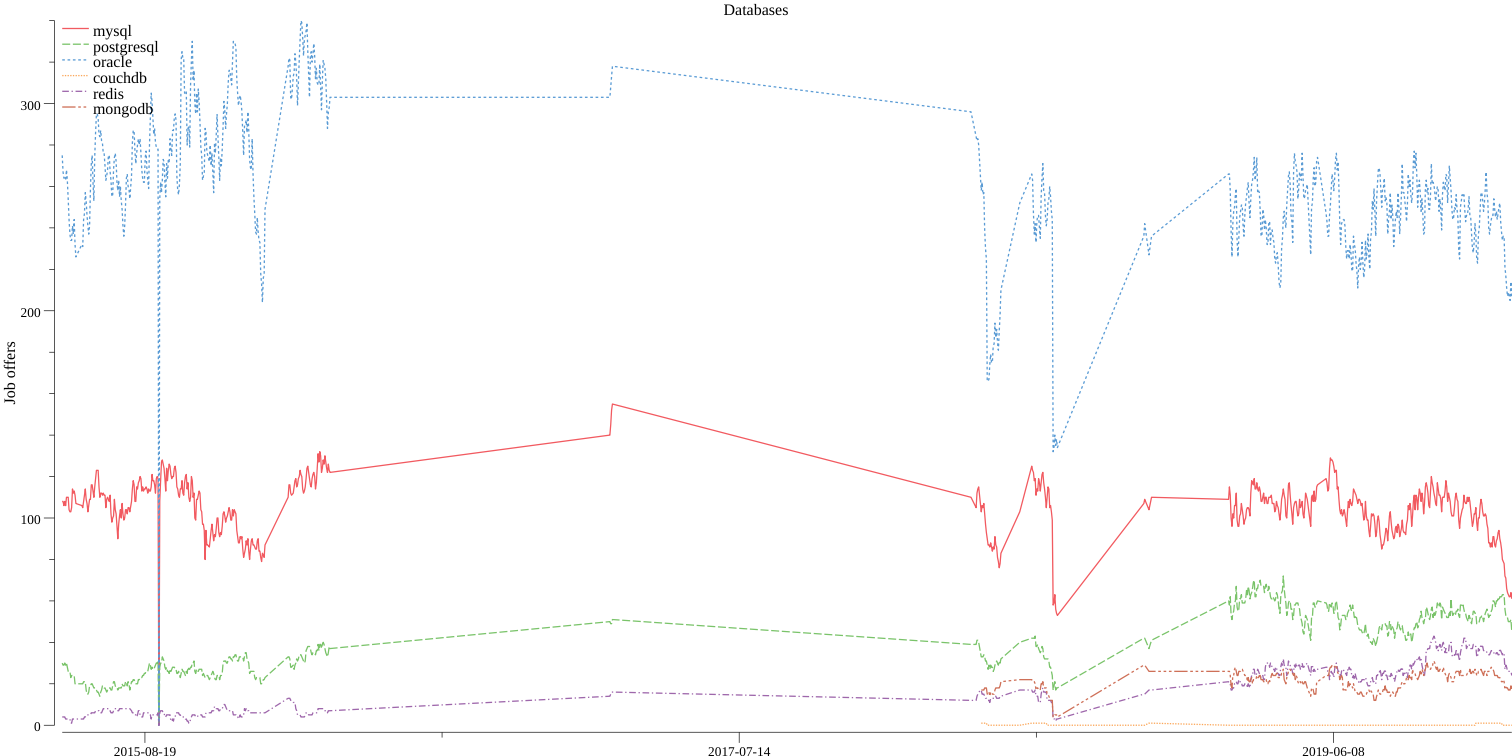 Databases
mysql
postgresql
oracle
couchdb
redis
mongodb
300
200
100
0
Job offers
2015-08-19
2017-07-14
2019-06-08